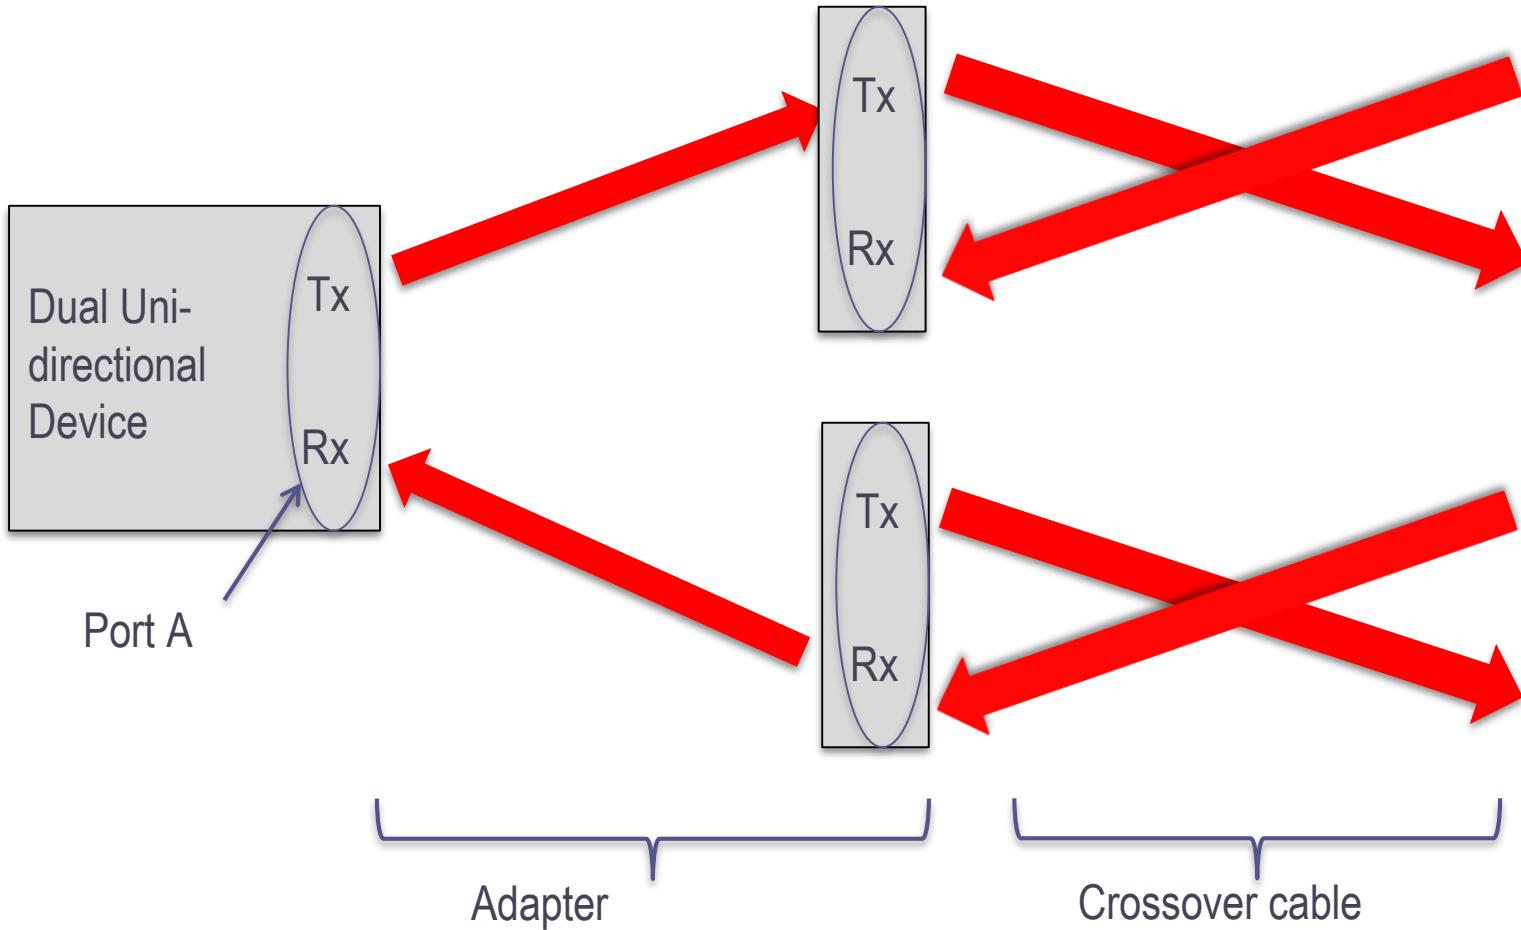 Tx
Rx
Dual Uni-
directional
Device
Tx
Rx
Port A
Tx
Rx
Adapter
Crossover cable